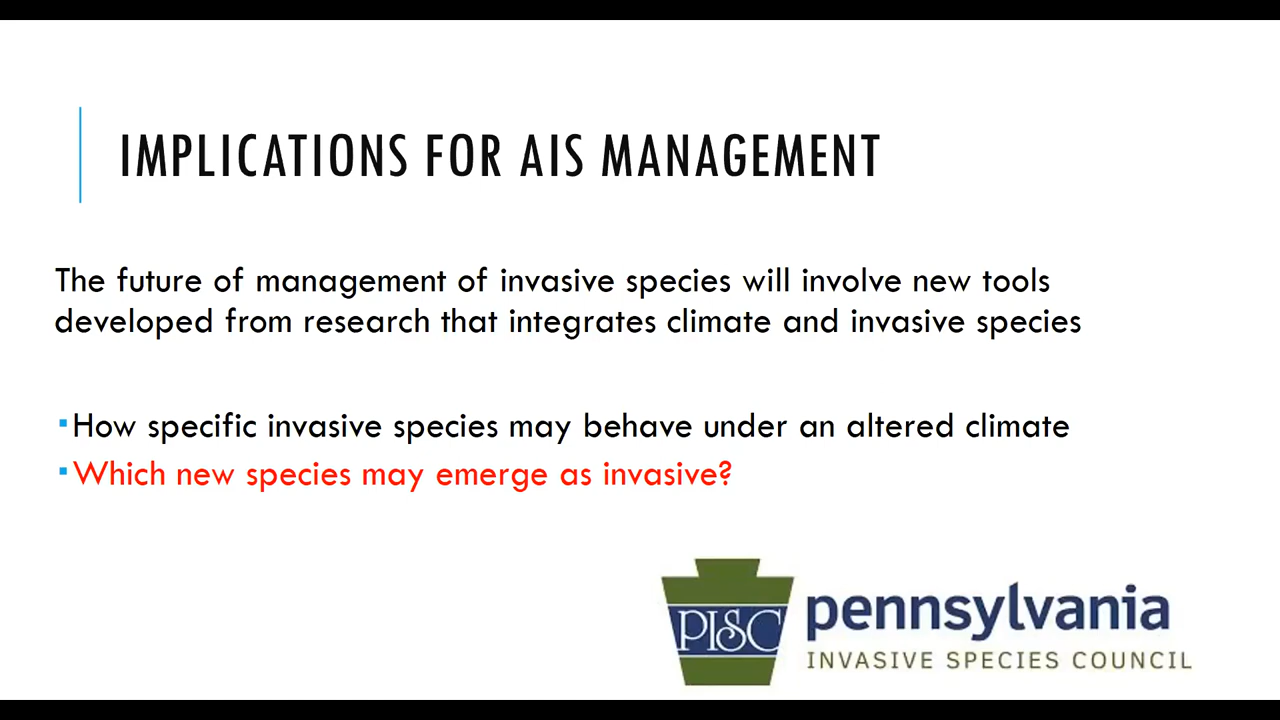 IMPLICATIONS FOR AIS MANAGEMENT
The future of management of invasive species will involve new tools
developed from research that integrates climate and invasive species
How specific invasive species may behave under an altered climate
Which new species may emerge as invasive?
PISC
pennsylvania
INVASIVE SPECIES COUNCIL